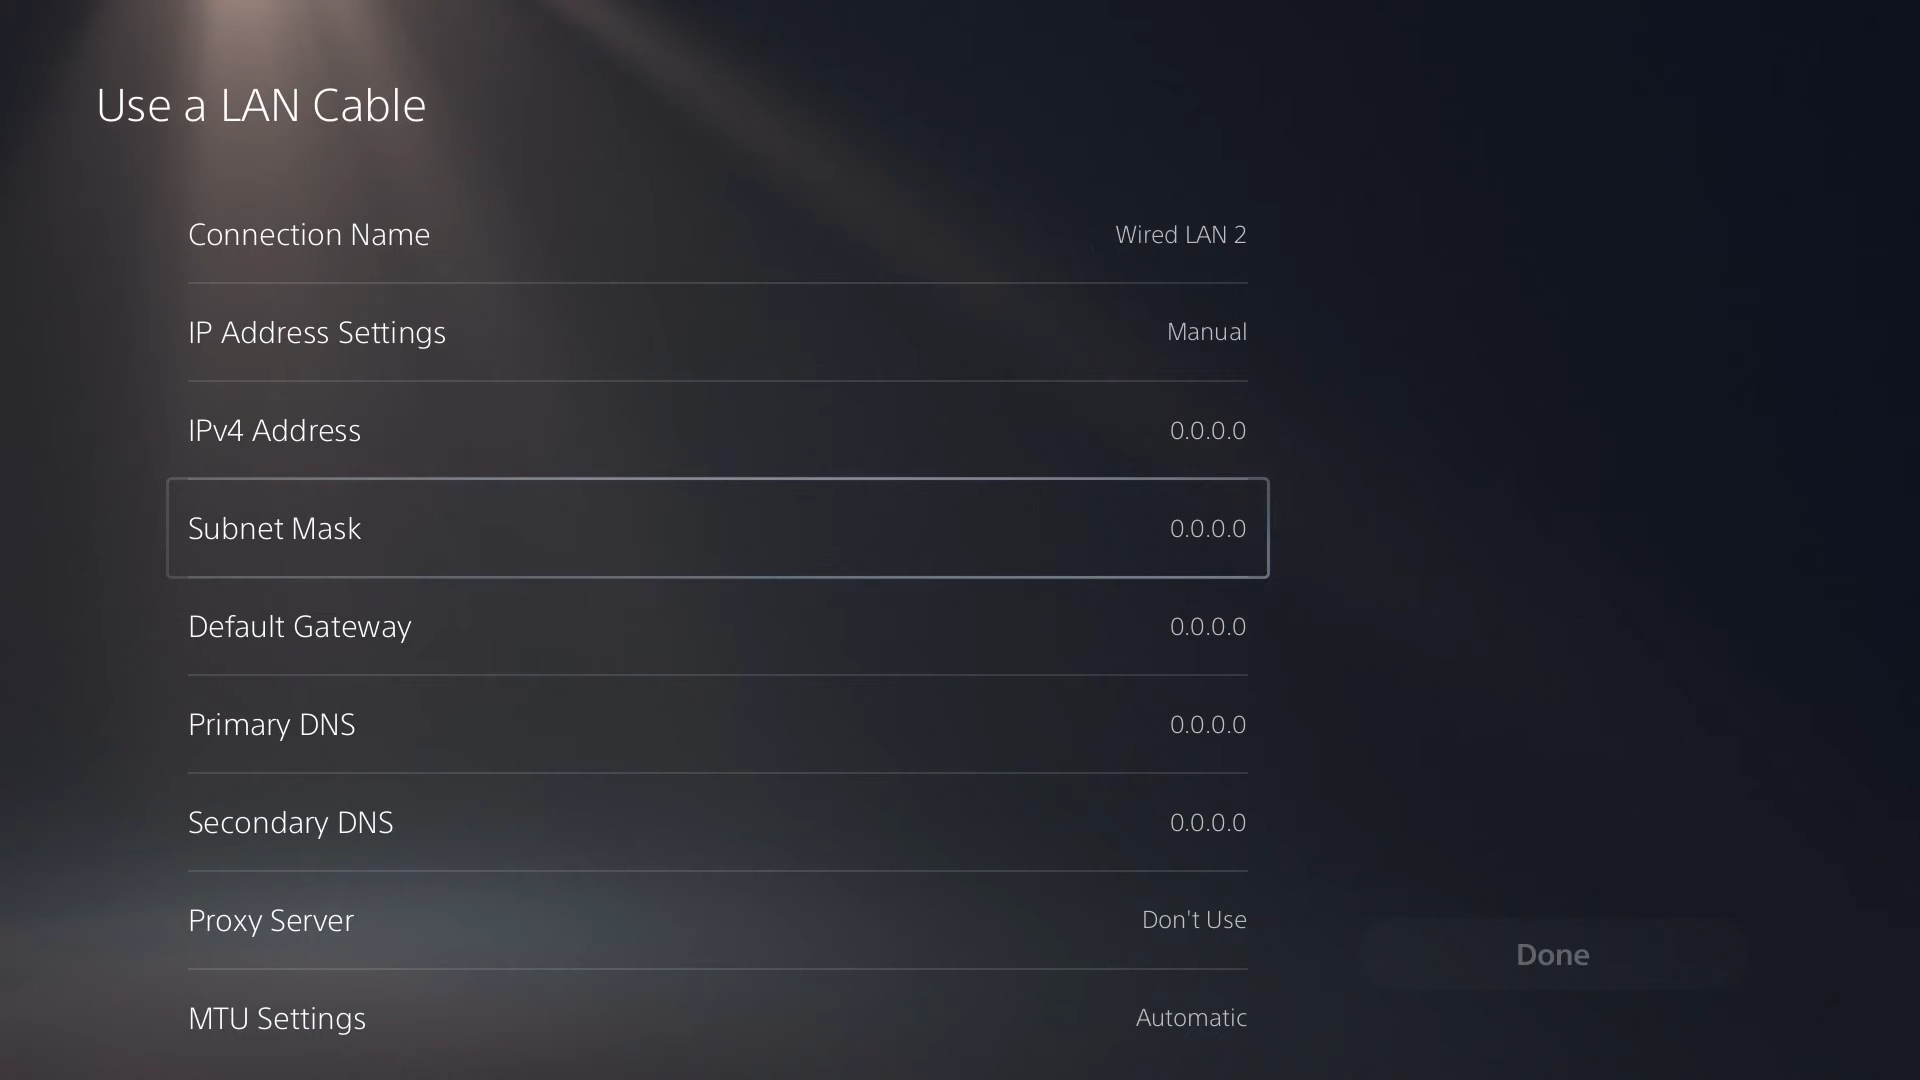 Use a LAN Cable
Connection Name Wired LAN 2
IP Address Settings Manual
IPv4 Address 0.0.0.0
Subnet Mask 0.0.0.0
Default Gateway 0.0.0.0
Primary DNS 0.0.0.0
Secondary DNS 0.0.0.0
Proxy Server Don't Use
Done
MTU Settings Automatic